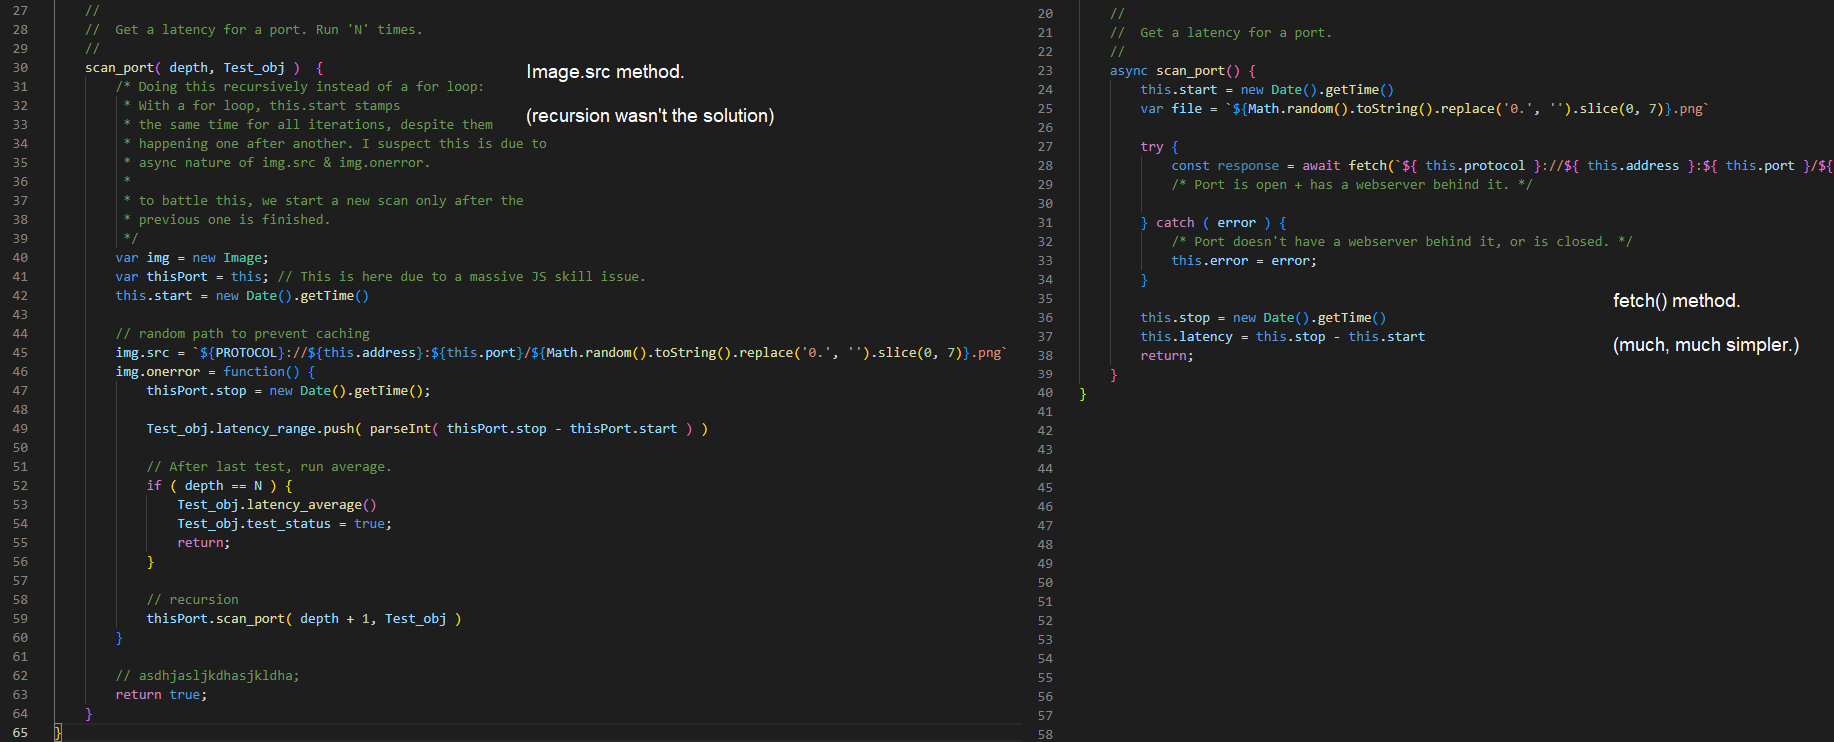 27 //
28 // Get a latency for a port. Run 'N' times.
29 //
30 scan_port( depth, Test_obj ) {
31 /* Doing this recursively instead of a for loop:
32 * With a for loop, this.start stamps
33 * the same time for all iterations, despite them
34 * happening one after another. I suspect this is due to
35 * async nature of img.src & img.onerror.
36 *
37 * to battle this, we start a new scan only after the
38 * previous one is finished.
39 */
40 var img = new Image;
41 var thisPort = this; // This is here due to a massive JS skill issue.
42 this.start = new Date().getTime()
43
44 // random path to prevent caching
45 img.src = `${PROTOCOL}://${this.address}:${this.port}/${Math.random().toString().replace('0.', '').slice(0, 7)}.png`
46 img.onerror = function() {
47 thisPort.stop = new Date().getTime();
48
49 Test_obj.latency_range.push( parseInt( thisPort.stop - thisPort.start ) )
50
51 // After last test, run average.
52 if ( depth == N ) {
53 Test_obj.latency_average()
54 Test_obj.test_status = true;
55 return;
56 }
57
58 // recursion
59 thisPort.scan_port( depth + 1, Test_obj )
60 }
61
62 // asdhjasljkdhasjkldha;
63 return true;
64 }
65 }
Image.src method.
(recursion wasn't the solution)
20 //
21 // Get a latency for a port.
22 //
23 async scan_port() {
24 this.start = new Date().getTime()
25 var file = `${Math.random().toString().replace('0.', '').slice(0, 7)}.png`
26
27 try {
28 const response = await fetch(`${ this.protocol }://${ this.address }:${ this.port }/${
29 /* Port is open + has a webserver behind it. */
30
31 } catch ( error ) {
32 /* Port doesn't have a webserver behind it, or is closed. */
33 this.error = error;
34 }
35
36 this.stop = new Date().getTime()
37 this.latency = this.stop - this.start
38 return;
39 }
40 }
41
42
43
44
45
46
47
48
49
50
51
52
53
54
55
56
57
58
fetch() method.
(much, much simpler.)